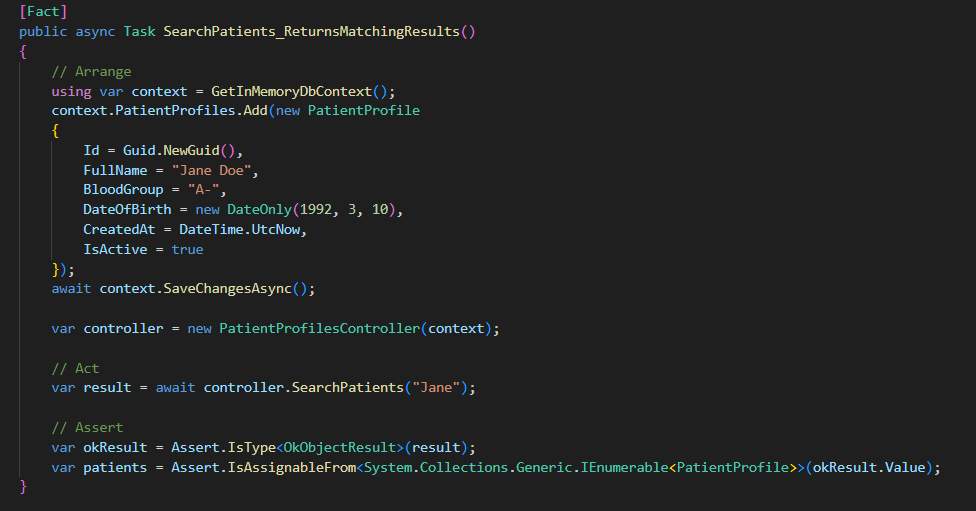 [Fact]
public async Task SearchPatients_ReturnsMatchingResults()
{
    // Arrange
    using var context = GetInMemoryDbContext();
    context.PatientProfiles.Add(new PatientProfile
    {
        Id = Guid.NewGuid(),
        FullName = "Jane Doe",
        BloodGroup = "A-",
        DateOfBirth = new DateOnly(1992, 3, 10),
        CreatedAt = DateTime.UtcNow,
        IsActive = true
    });
    await context.SaveChangesAsync();

    var controller = new PatientProfilesController(context);

    // Act
    var result = await controller.SearchPatients("Jane");

    // Assert
    var okResult = Assert.IsType<OkObjectResult>(result);
    var patients = Assert.IsAssignableFrom<System.Collections.Generic.IEnumerable<PatientProfile>>(okResult.Value);
}